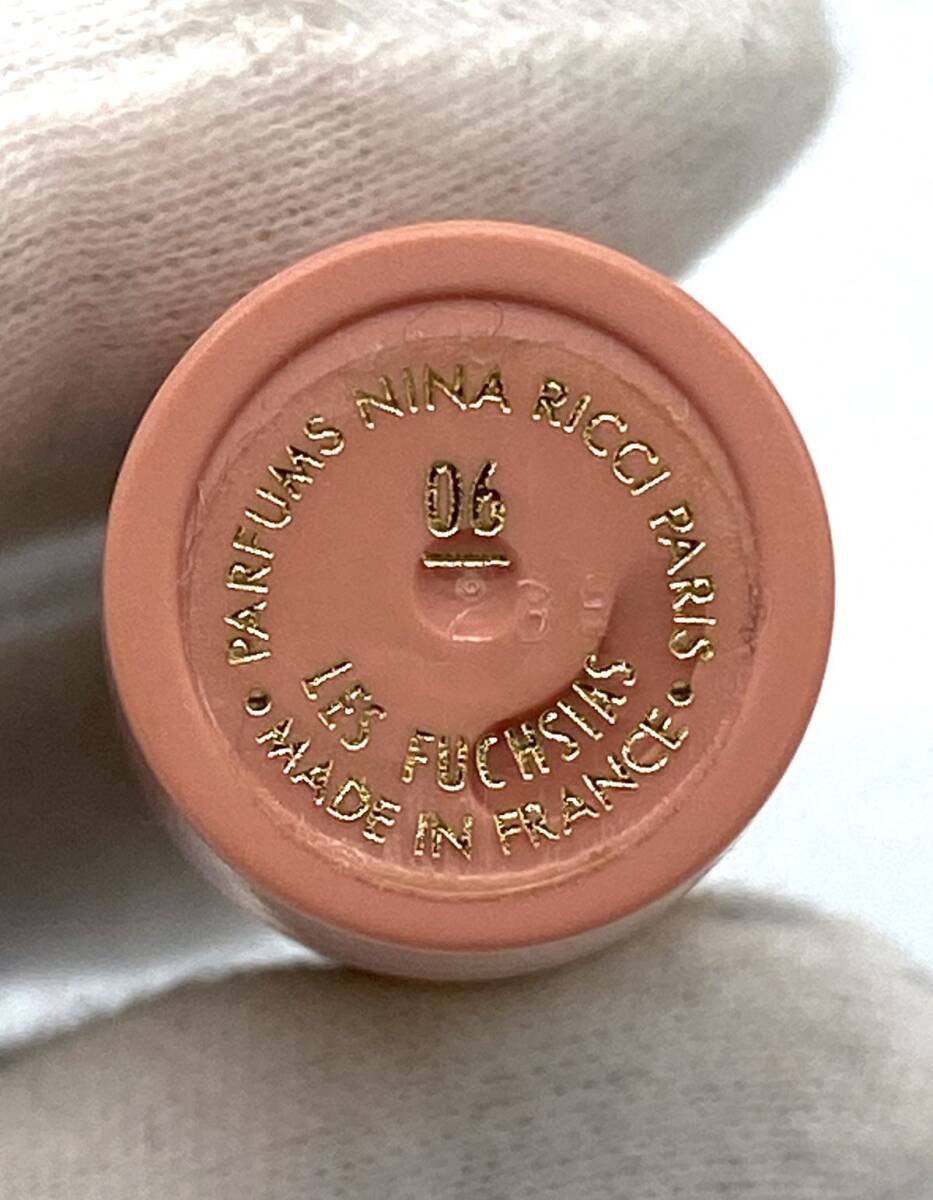 PARFUMS NINA RICCI PARIS
06
LES FUCHSIAS
• MADE IN FRANCE •